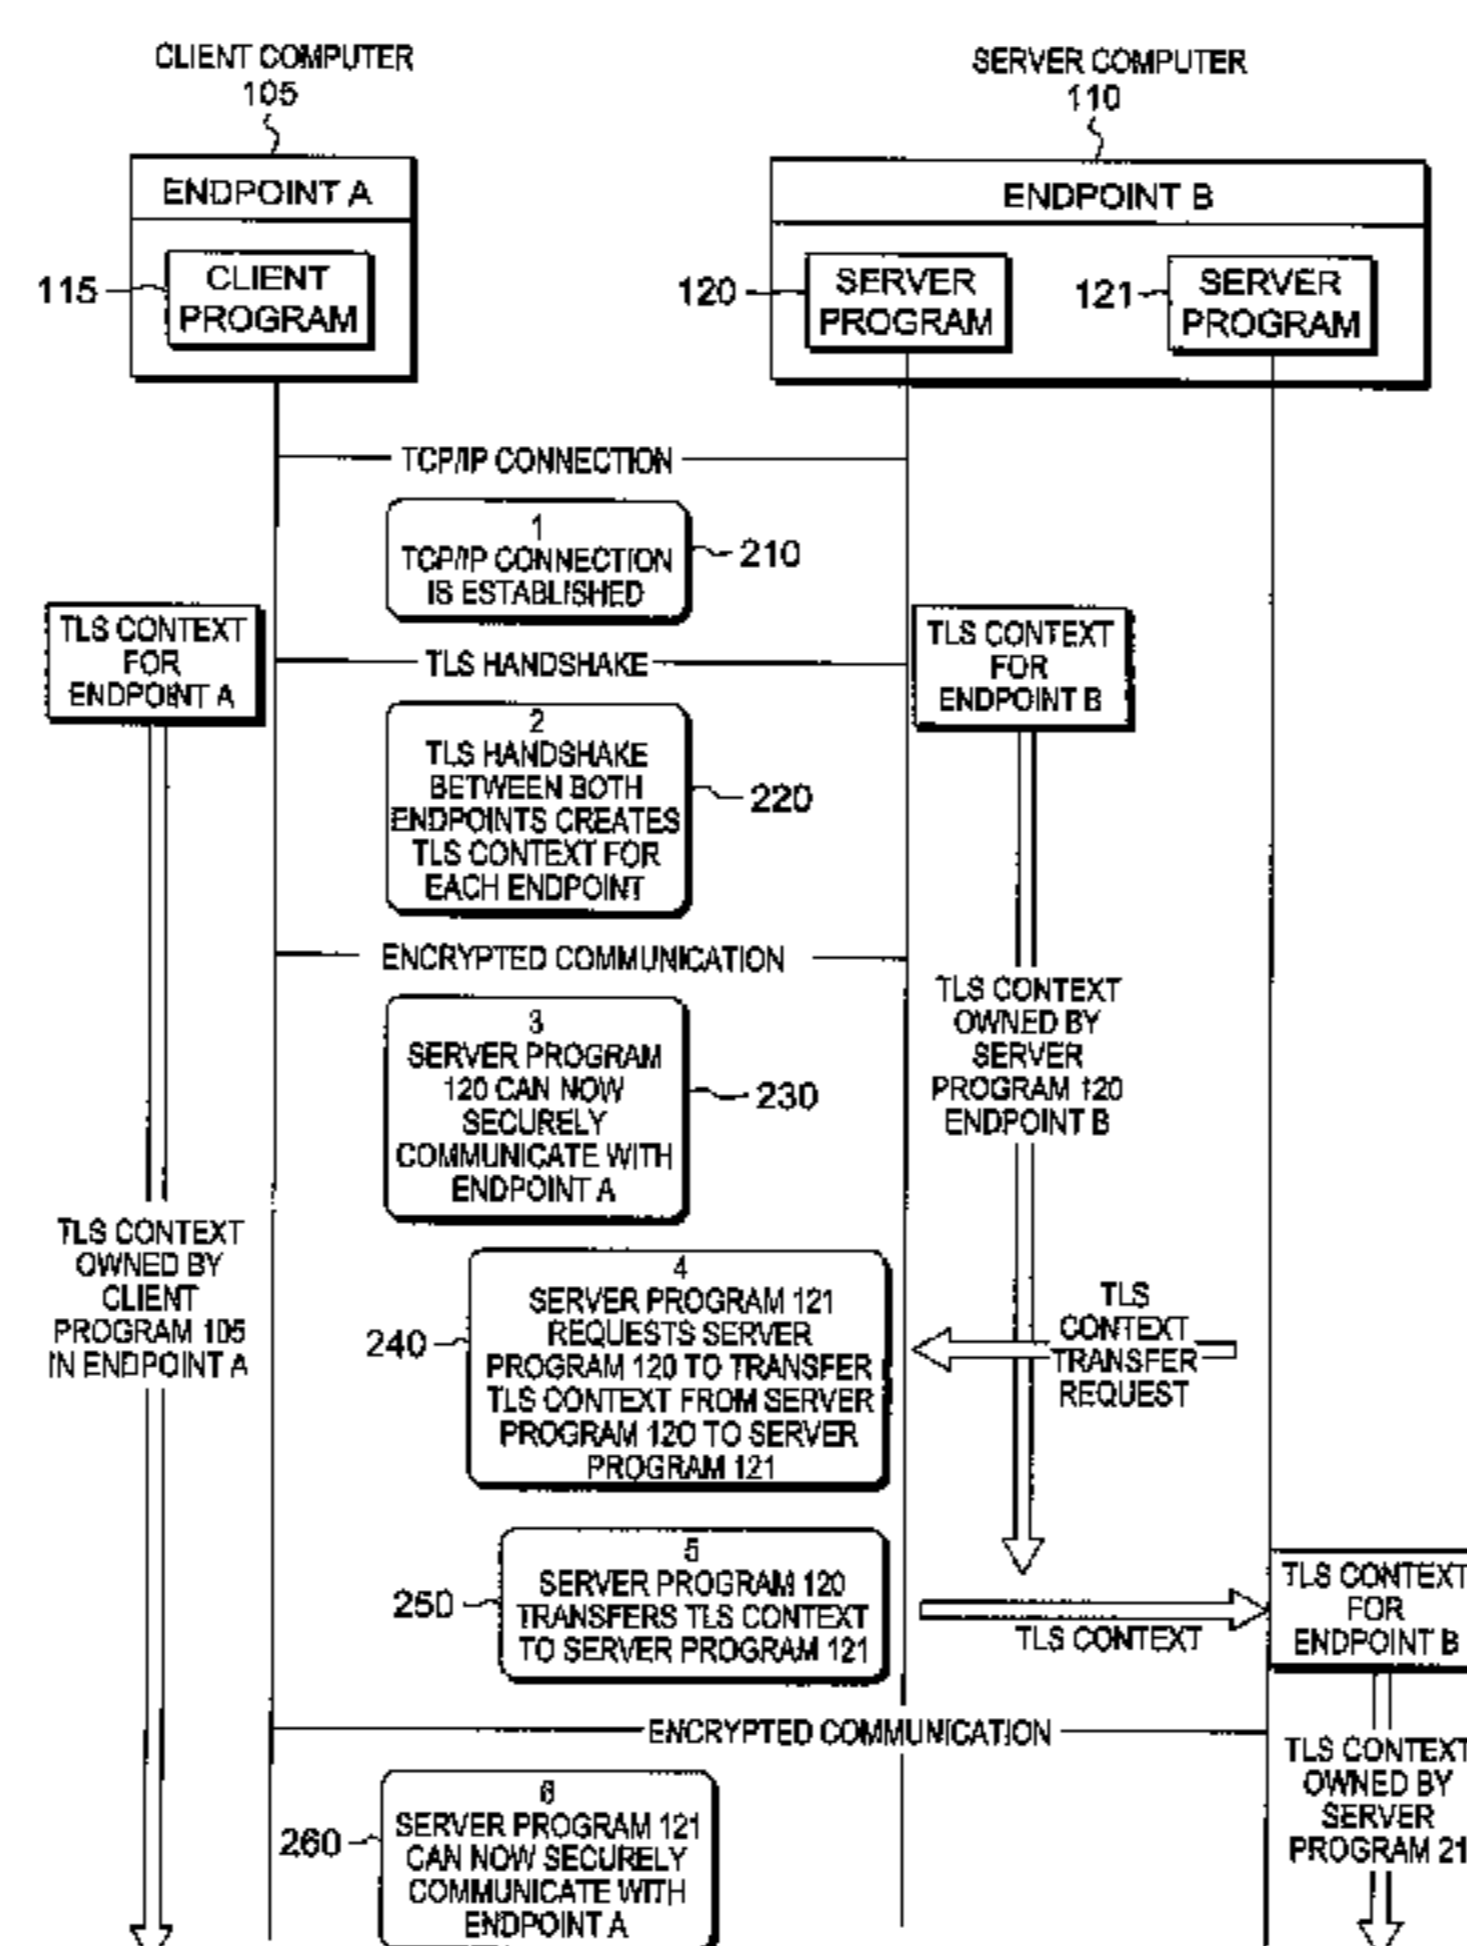 CLIENT COMPUTER
105
SERVER COMPUTER
110
ENDPOINT A
ENDPOINT B
115
CLIENT
PROGRAM
120
SERVER
PROGRAM
121
SERVER
PROGRAM
TCP/IP CONNECTION
1
TCP/IP CONNECTION
IS ESTABLISHED
210
TLS CONTEXT
FOR
ENDPOINT A
TLS HANDSHAKE
TLS CONTEXT
FOR
ENDPOINT B
2
TLS HANDSHAKE
BETWEEN BOTH
ENDPOINTS CREATES
TLS CONTEXT FOR
EACH ENDPOINT
220
ENCRYPTED COMMUNICATION
3
SERVER PROGRAM
120 CAN NOW
SECURELY
COMMUNICATE WITH
ENDPOINT A
230
TLS CONTEXT
OWNED BY
SERVER
PROGRAM 120
ENDPOINT B
TLS CONTEXT
OWNED BY
CLIENT
PROGRAM 105
IN ENDPOINT A
240
4
SERVER PROGRAM 121
REQUESTS SERVER
PROGRAM 120 TO TRANSFER
TLS CONTEXT FROM SERVER
PROGRAM 120 TO SERVER
PROGRAM 121
TLS
CONTEXT
TRANSFER
REQUEST
250
5
SERVER PROGRAM 120
TRANSFERS TLS CONTEXT
TO SERVER PROGRAM 121
TLS CONTEXT
TLS CONTEXT
FOR
ENDPOINT B
ENCRYPTED COMMUNICATION
260
6
SERVER PROGRAM 121
CAN NOW SECURELY
COMMUNICATE WITH
ENDPOINT A
TLS CONTEXT
OWNED BY
SERVER
PROGRAM 21